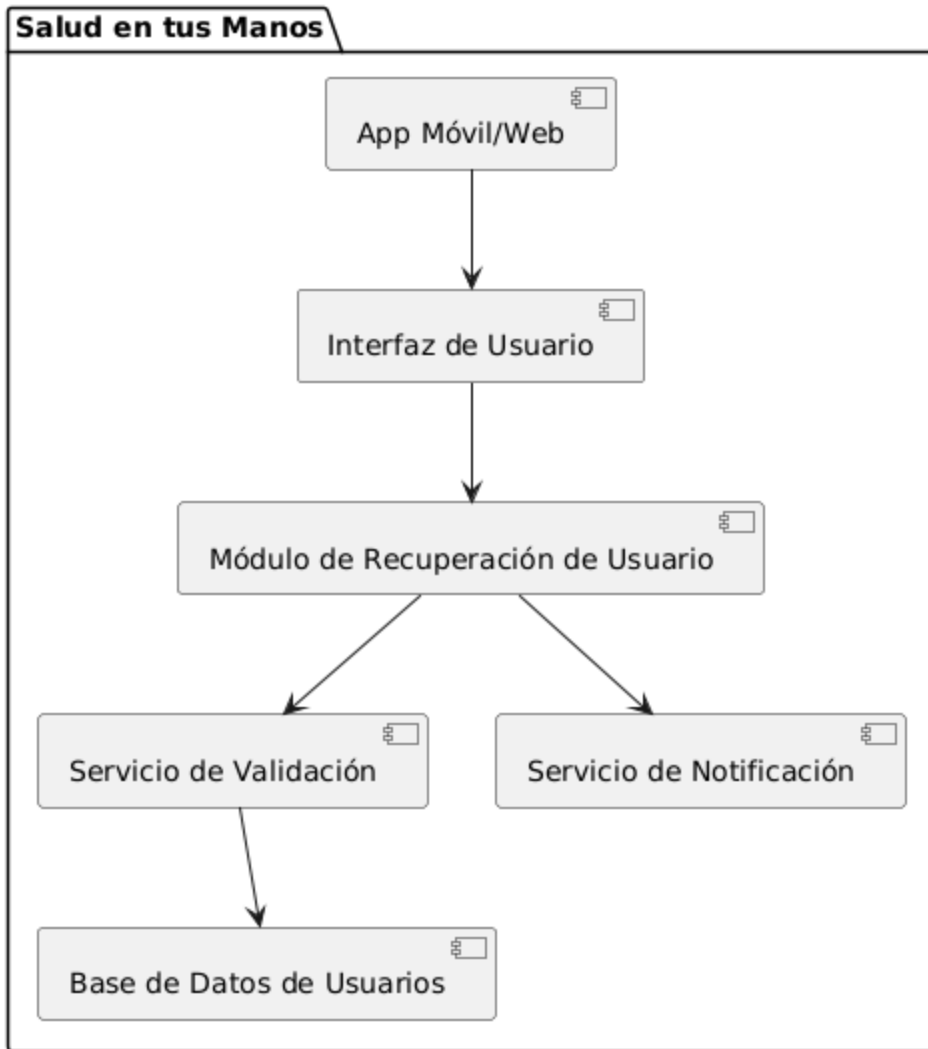 Salud en tus Manos
App Móvil/Web
Interfaz de Usuario
Módulo de Recuperación de Usuario
Servicio de Validación
Servicio de Notificación
Base de Datos de Usuarios